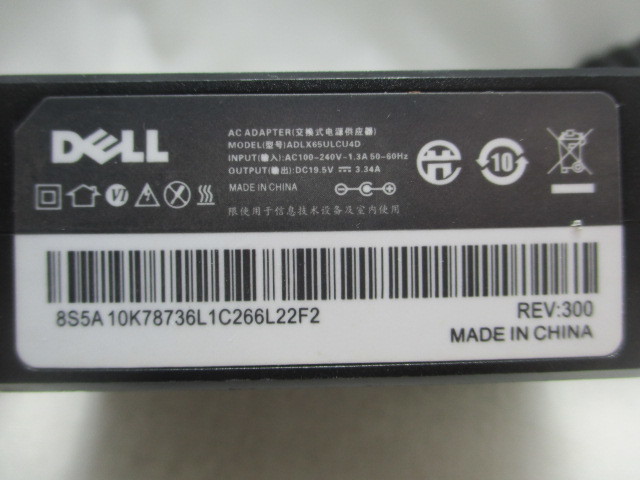 DELL
AC ADAPTER(交換式电源供应器)
MODEL(型号)ADLX65ULCU4D
INPUT(输入):AC100-240V-1.3A 50-60Hz
OUTPUT(输出):DC19.5V ⎓ 3.34A
MADE IN CHINA
限使用于信息技术设备及室内使用
VI
10
8S5A10K78736L1C266L22F2
REV:300
MADE IN CHINA